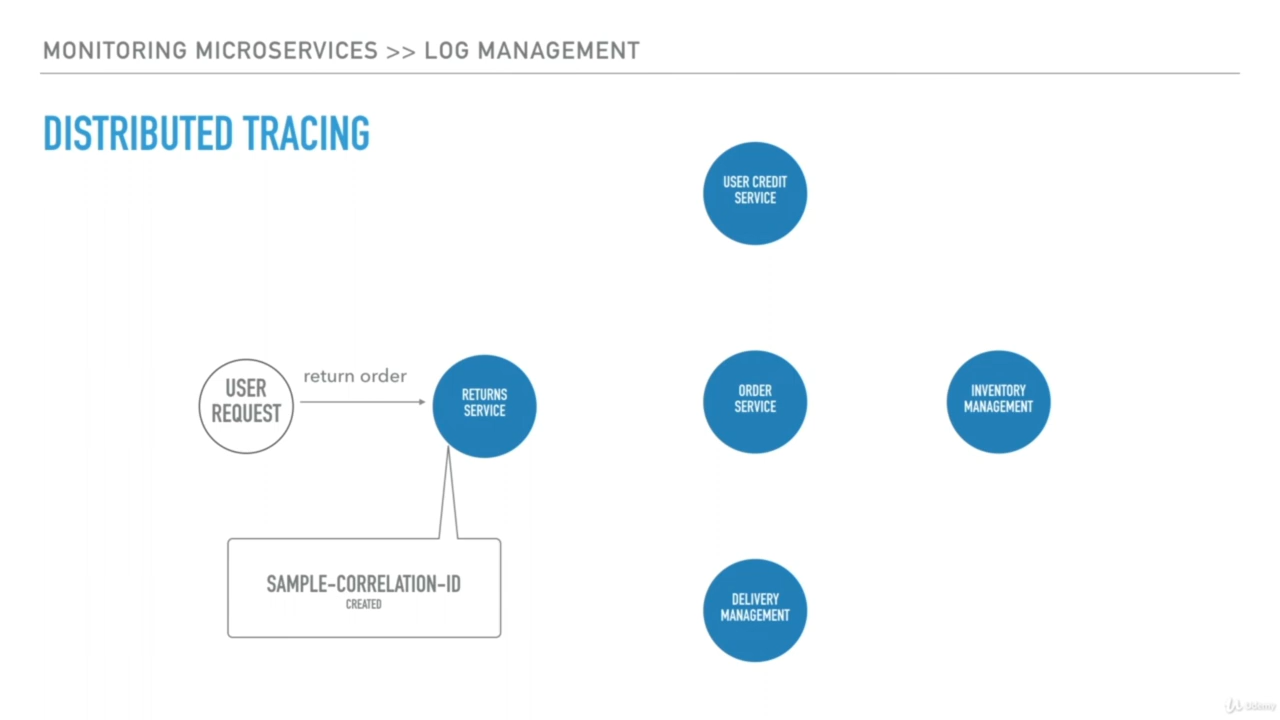 MONITORING MICROSERVICES >> LOG MANAGEMENT
DISTRIBUTED TRACING
USER CREDIT
SERVICE
USER
REQUEST
return order
RETURNS
SERVICE
ORDER
SERVICE
INVENTORY
MANAGEMENT
SAMPLE-CORRELATION-ID
CREATED
DELIVERY
MANAGEMENT
Udemy